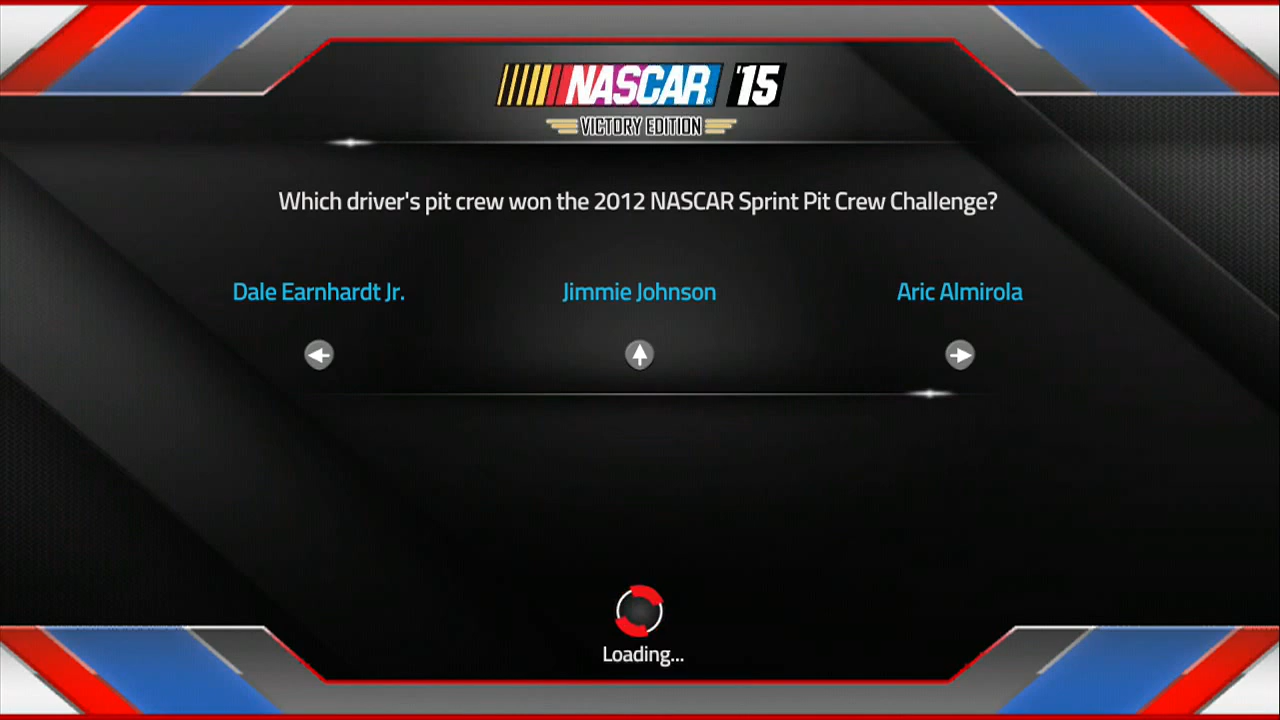 NASCAR '15
VICTORY EDITION
Which driver's pit crew won the 2012 NASCAR Sprint Pit Crew Challenge?
Dale Earnhardt Jr. Jimmie Johnson Aric Almirola
Loading...